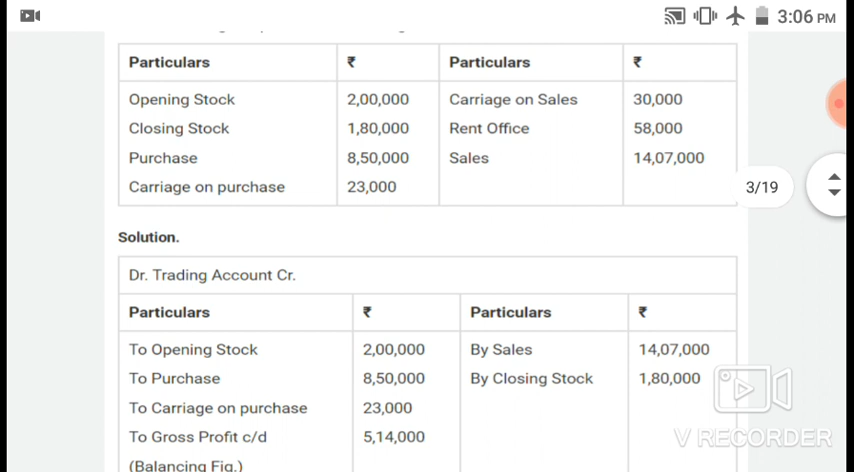 3:06 PM
Particulars ₹ Particulars ₹
Opening Stock 2,00,000 Carriage on Sales 30,000
Closing Stock 1,80,000 Rent Office 58,000
Purchase 8,50,000 Sales 14,07,000
Carriage on purchase 23,000
3/19
Solution.
Dr. Trading Account Cr.
Particulars ₹ Particulars ₹
To Opening Stock 2,00,000 By Sales 14,07,000
To Purchase 8,50,000 By Closing Stock 1,80,000
To Carriage on purchase 23,000
To Gross Profit c/d 5,14,000
V RECORDER
(Balancing Fig.)